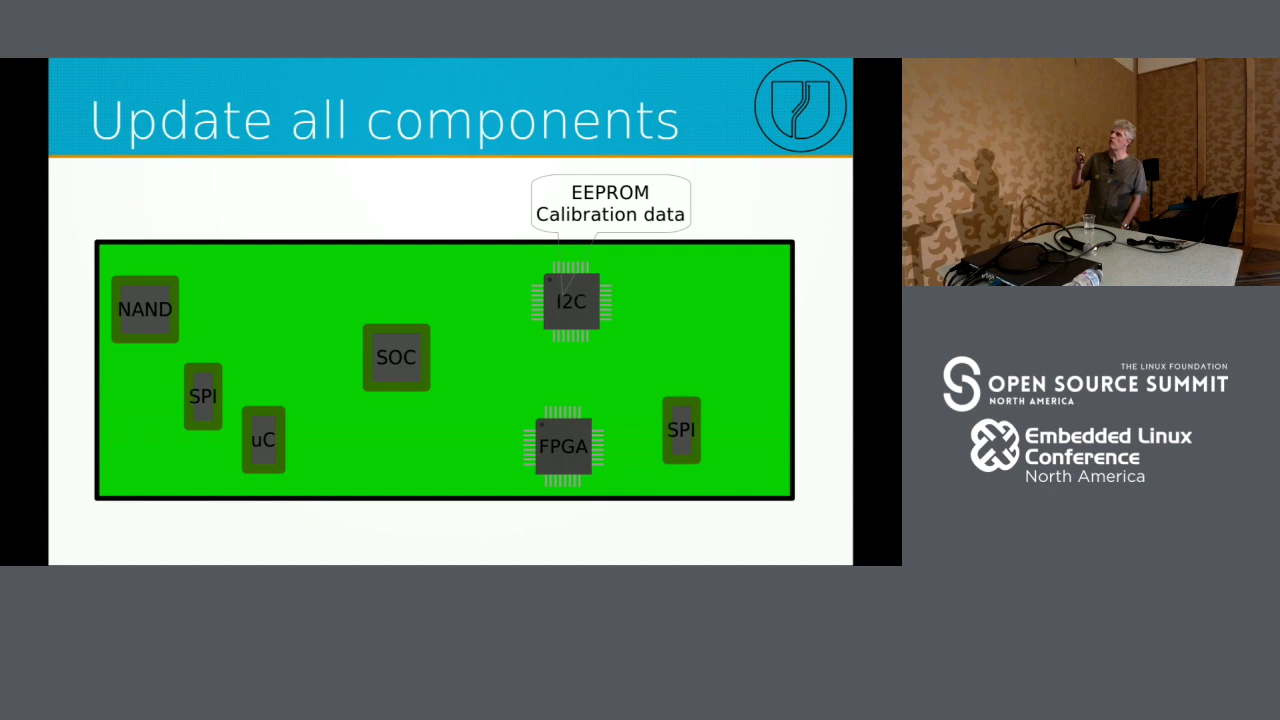 Update all components
EEPROM
Calibration data
NAND
I2C
SOC
SPI
uC
FPGA
SPI
THE LINUX FOUNDATION
OPEN SOURCE SUMMIT
NORTH AMERICA
Embedded Linux
Conference
North America